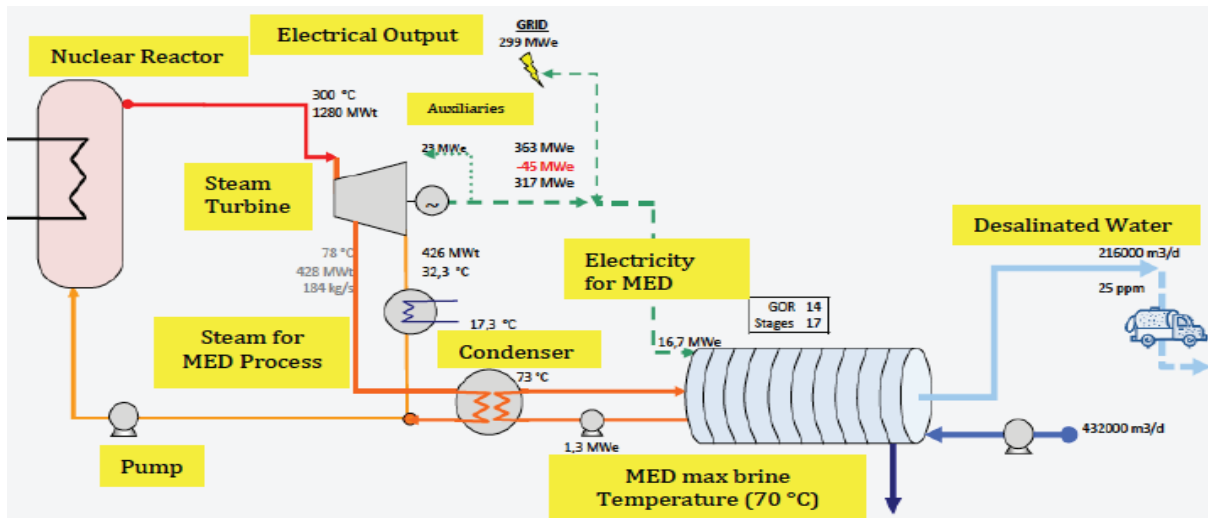 GRID
299 MWe
Electrical Output
Nuclear Reactor
300 °C
1280 MWt
Auxiliaries
23 MWe
363 MWe
-45 MWe
317 MWe
Steam
Turbine
~
78 °C
428 MWt
184 kg/s
426 MWt
32,3 °C
Electricity
for MED
Desalinated Water
216000 m3/d
25 ppm
GOR 14
Stages 17
17,3 °C
Steam for
MED Process
Condenser
16,7 MWe
73 °C
1,3 MWe
432000 m3/d
Pump
MED max brine
Temperature (70 °C)